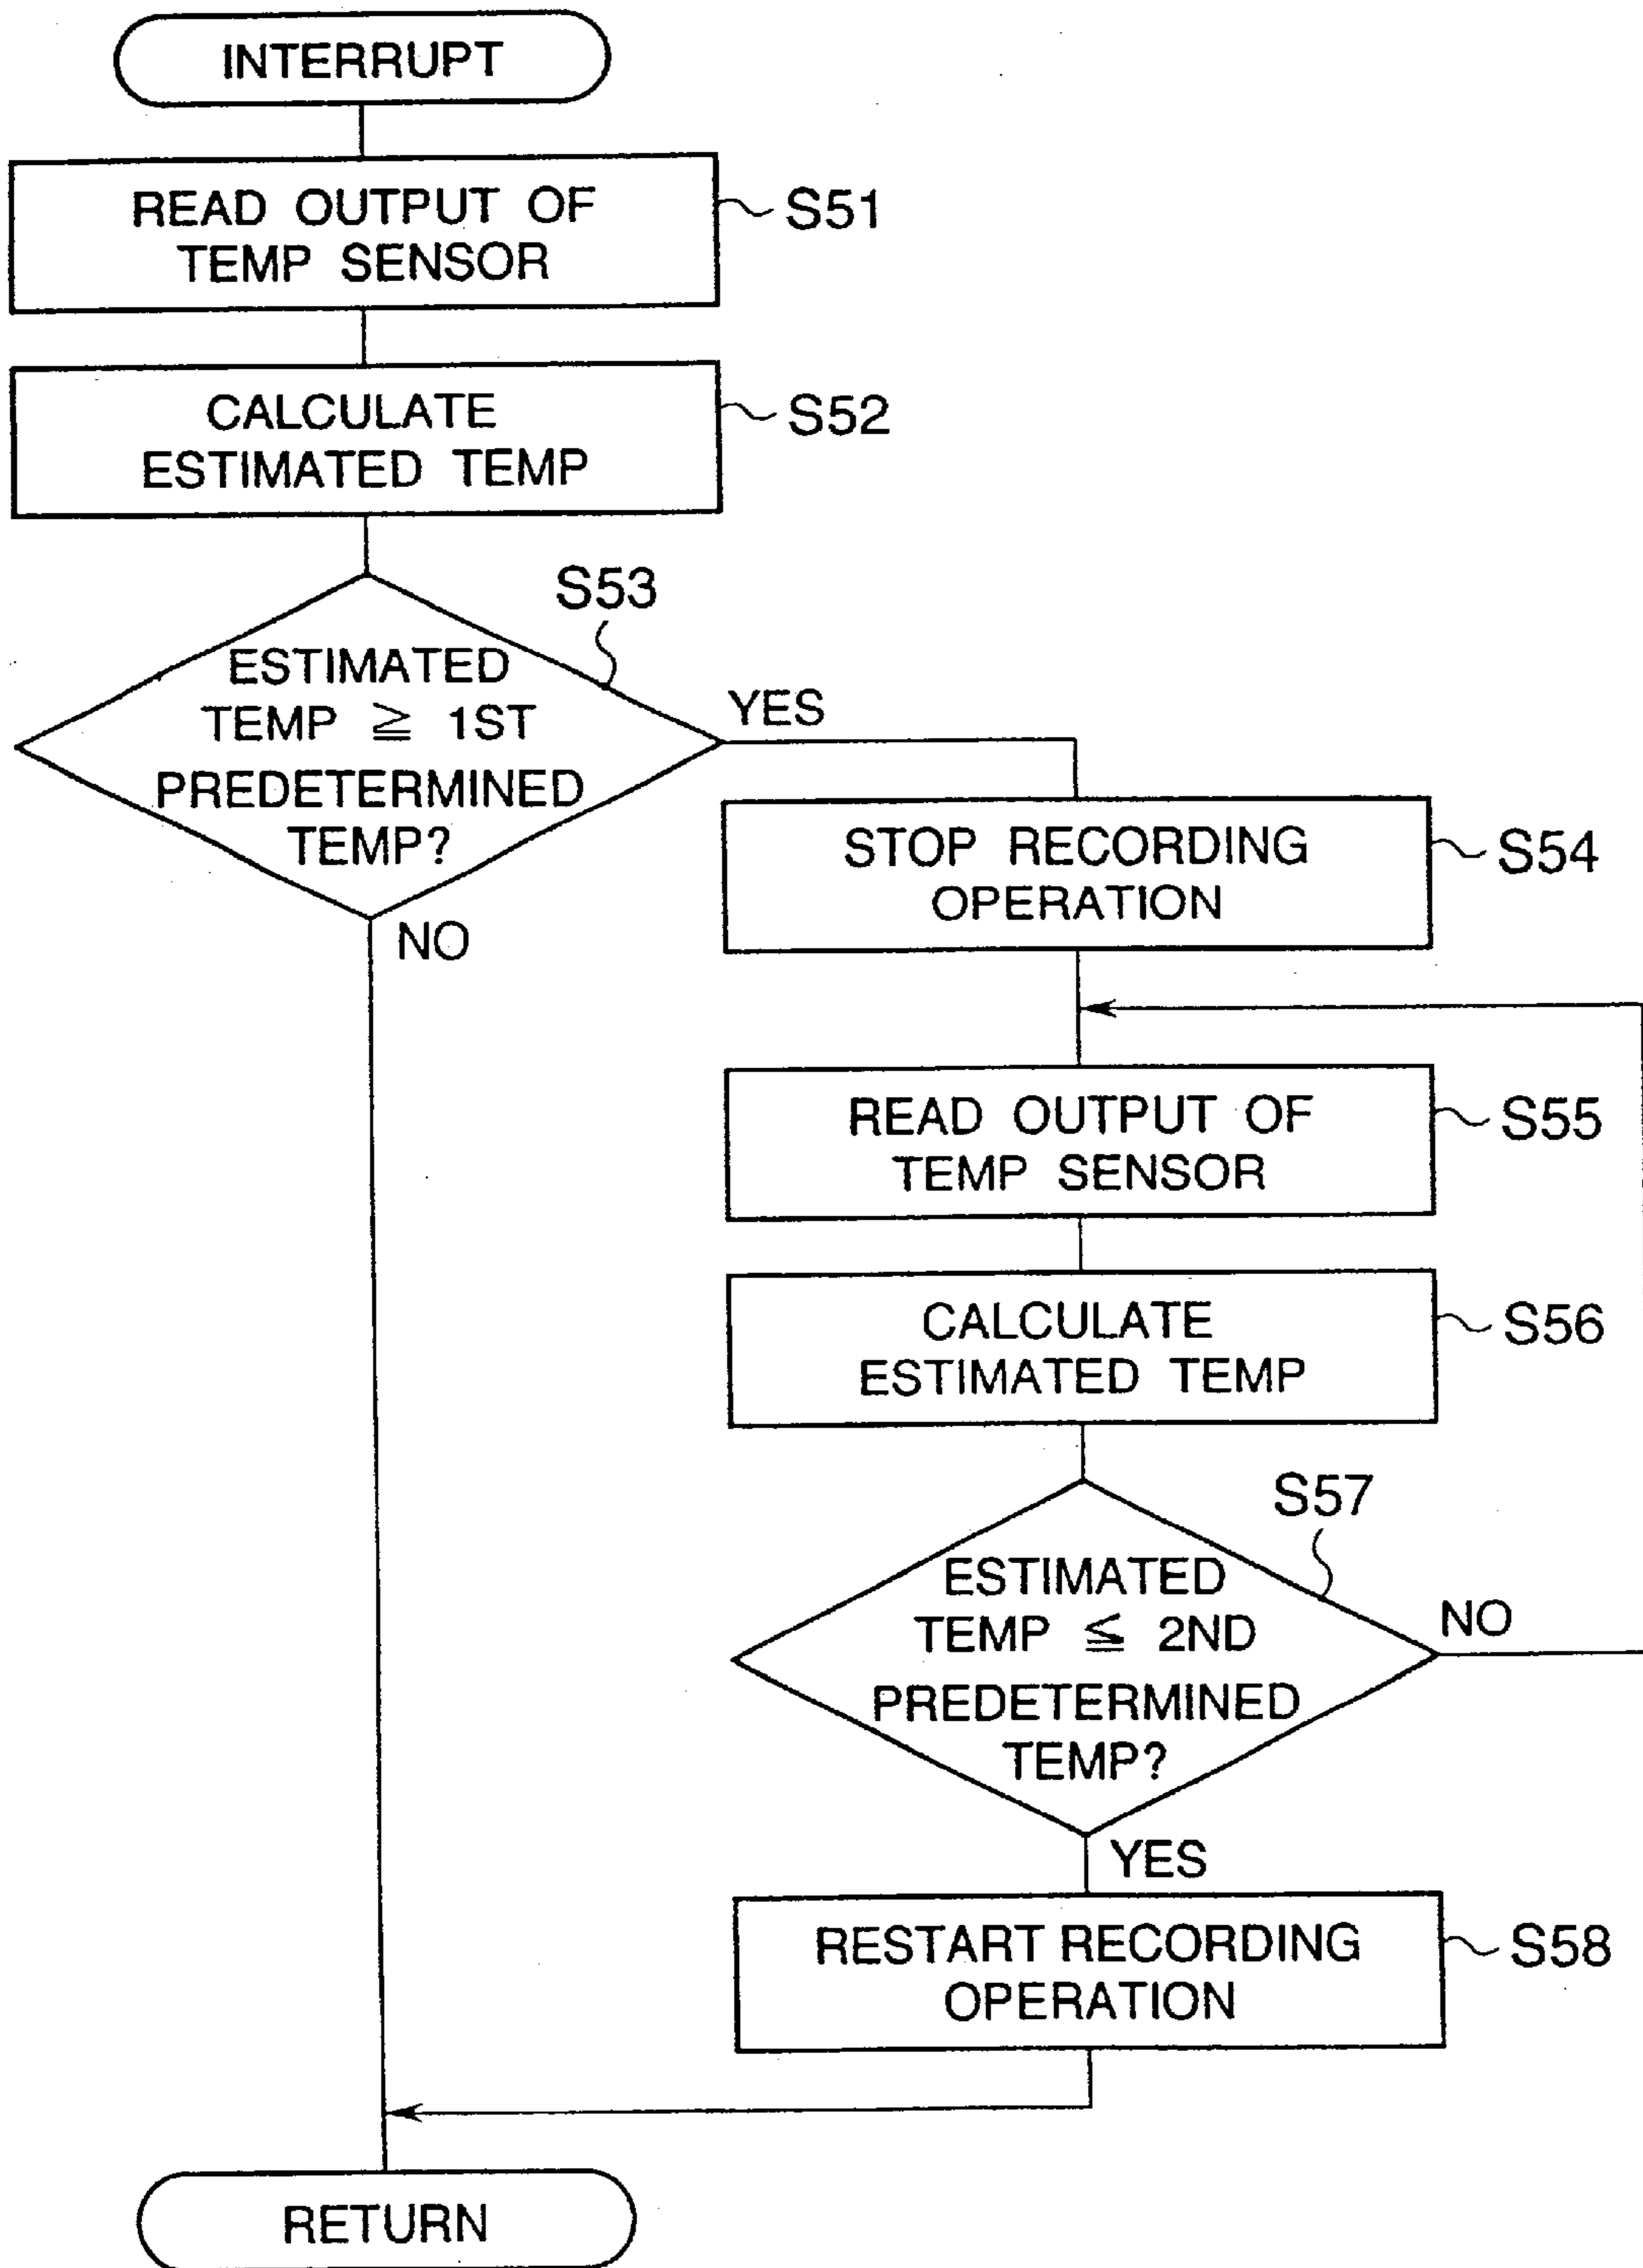 INTERRUPT
READ OUTPUT OF
TEMP SENSOR
S51
CALCULATE
ESTIMATED TEMP
S52
S53
ESTIMATED
TEMP ≧ 1ST
PREDETERMINED
TEMP?
YES
NO
STOP RECORDING
OPERATION
S54
READ OUTPUT OF
TEMP SENSOR
S55
CALCULATE
ESTIMATED TEMP
S56
S57
ESTIMATED
TEMP ≦ 2ND
PREDETERMINED
TEMP?
NO
YES
RESTART RECORDING
OPERATION
S58
RETURN